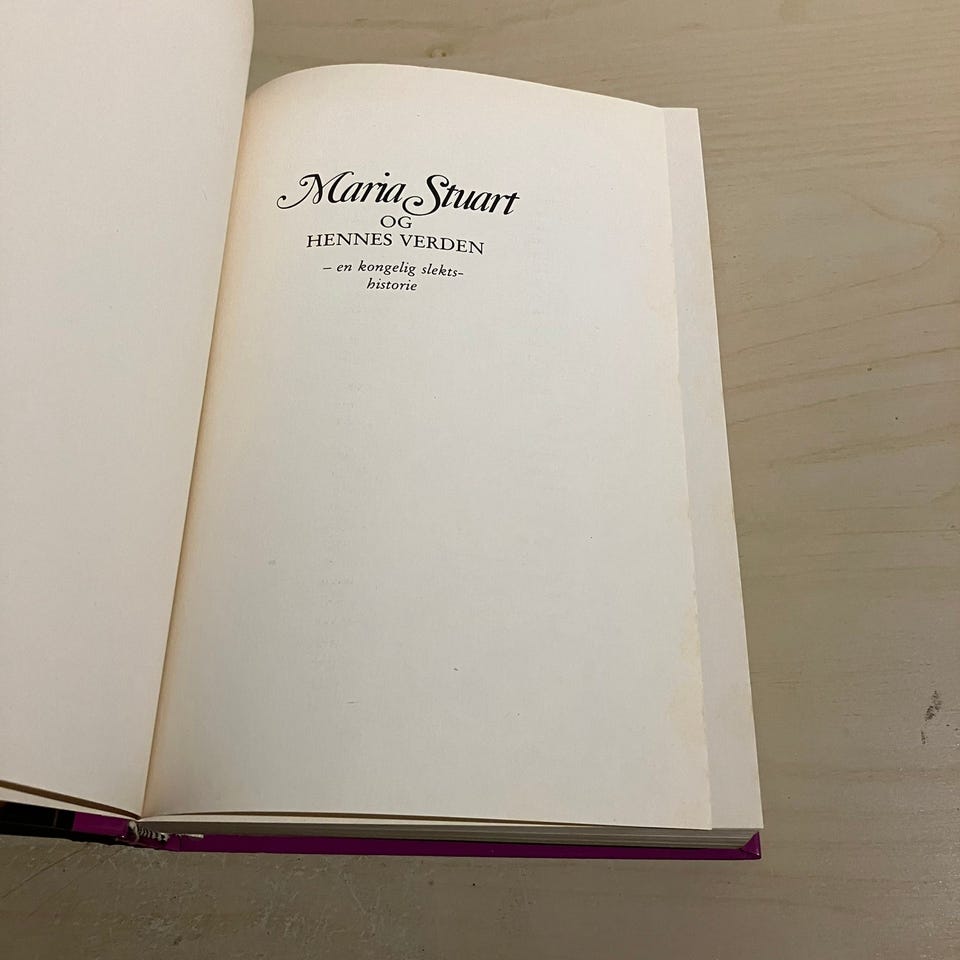 Maria Stuart
OG
HENNES VERDEN
– en kongelig slekts-
historie